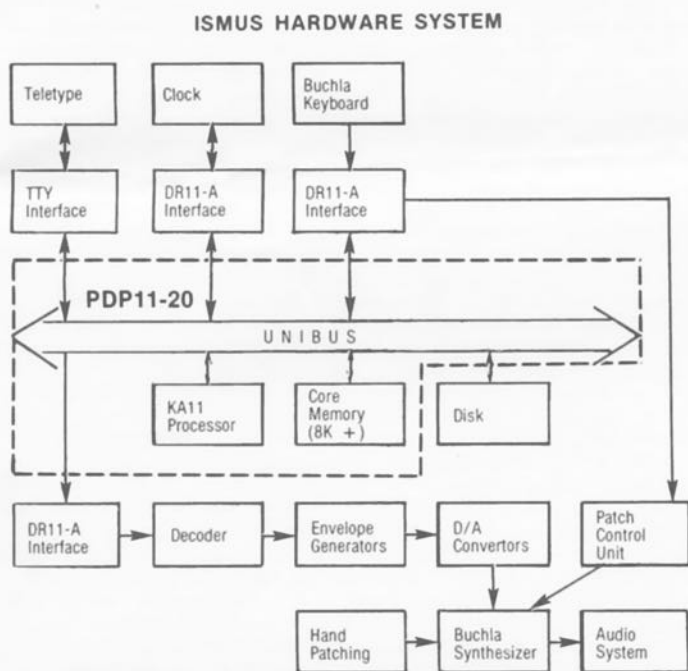 ISMUS HARDWARE SYSTEM
Teletype
Clock
Buchla
Keyboard
TTY
Interface
DR11-A
Interface
DR11-A
Interface
PDP11-20
UNIBUS
KA11
Processor
Core
Memory
(8K +)
Disk
DR11-A
Interface
Decoder
Envelope
Generators
D/A
Convertors
Patch
Control
Unit
Hand
Patching
Buchla
Synthesizer
Audio
System